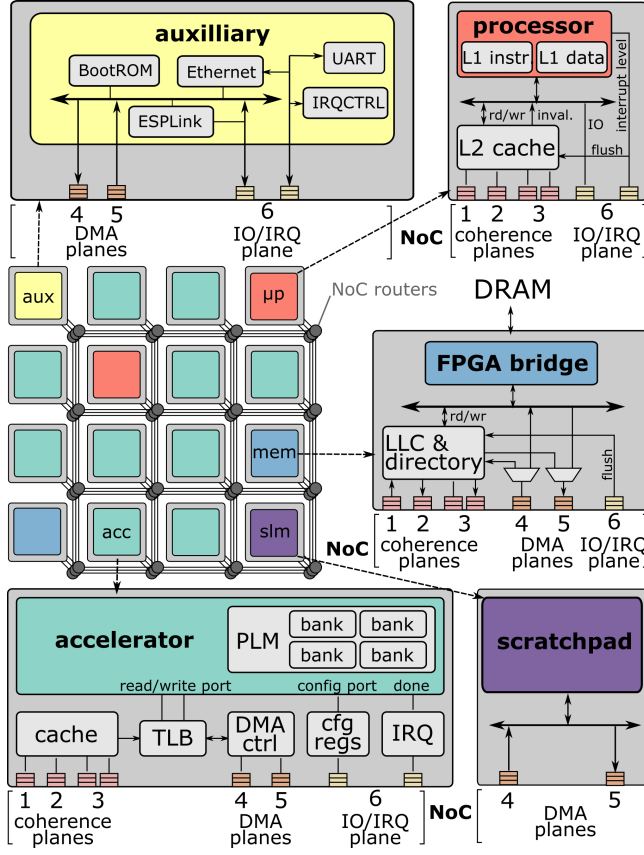 auxilliary
BootROM
Ethernet
UART
ESPLink
IRQCTRL
4 5 6
DMA
planes
IO/IRQ
plane
NoC
processor
L1 instr.
L1 data
interrupt level
rd/wr
inval.
IO
L2 cache
flush
1 2 3 6
coherence
planes
IO/IRQ
plane
aux
μp
NoC routers
mem
acc
slm
DRAM
FPGA bridge
rd/wr
LLC &
directory
flush
1 2 3 4 5 6
NoC
coherence
planes
DMA
planes
IO/IRQ
plane
accelerator
PLM
bank
bank
bank
bank
read/write port
config port
done
cache
TLB
DMA
ctrl
cfg
regs
IRQ
1 2 3 4 5 6
coherence
planes
DMA
planes
IO/IRQ
plane
NoC
scratchpad
4 5
DMA
planes